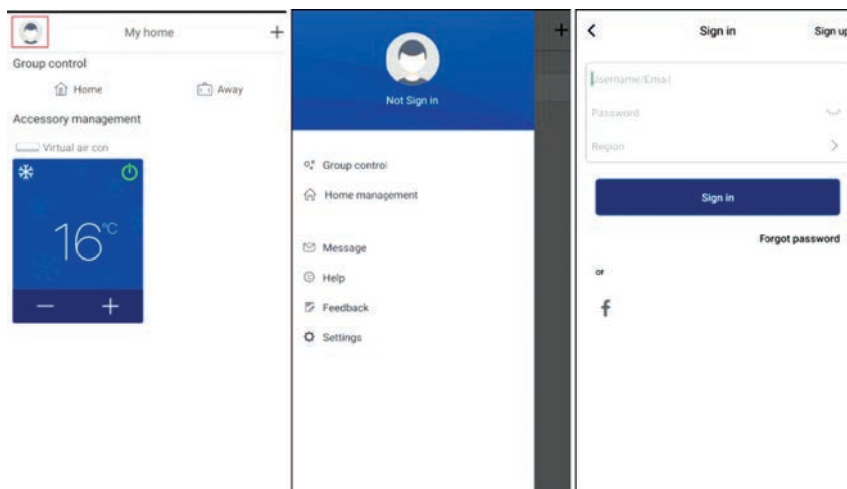 My home
+
Group control
Home
Away
Accessory management
Virtual air con
16°C
− +
Not Sign in
Group control
Home management
Message
Help
Feedback
Settings
+
Sign in
Sign up
Username/Email
Password
Region
Sign in
Forgot password
or
f